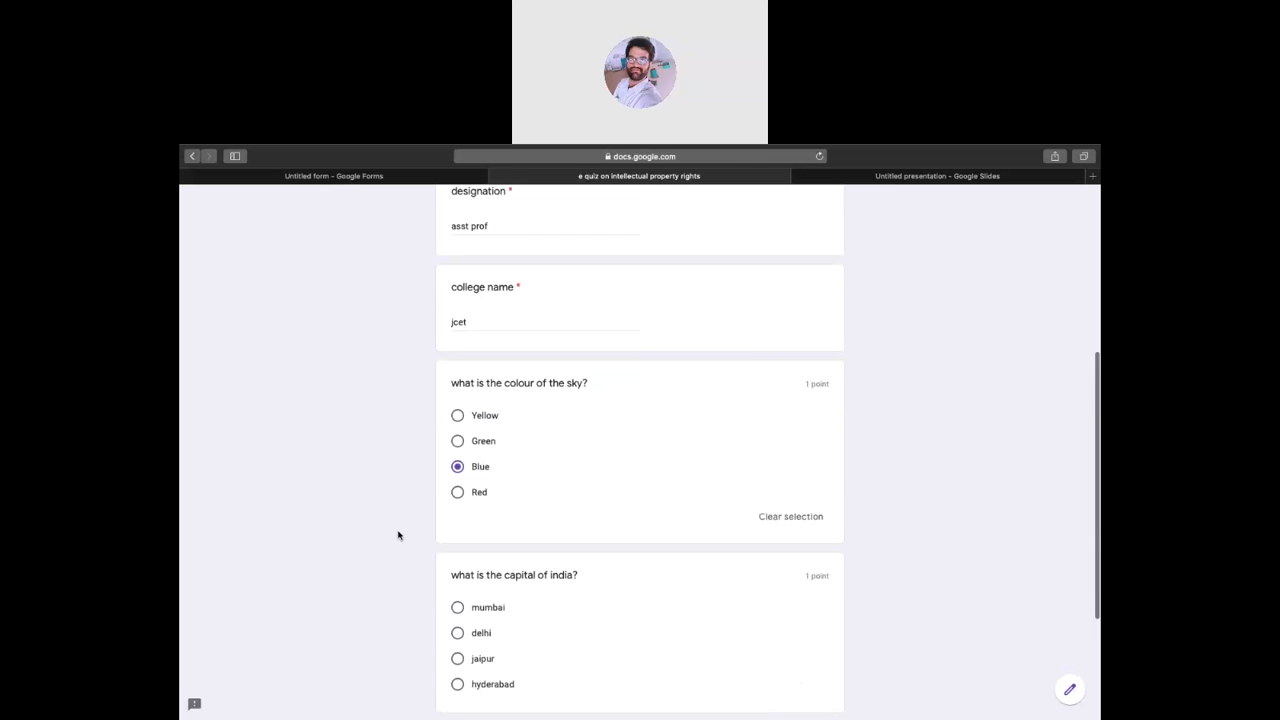 docs.google.com
Untitled form - Google Forms
e quiz on intellectual property rights
Untitled presentation - Google Slides
designation *
asst prof
college name *
jcet
what is the colour of the sky?
1 point
Yellow
Green
Blue
Red
Clear selection
what is the capital of india?
1 point
mumbai
delhi
jaipur
hyderabad